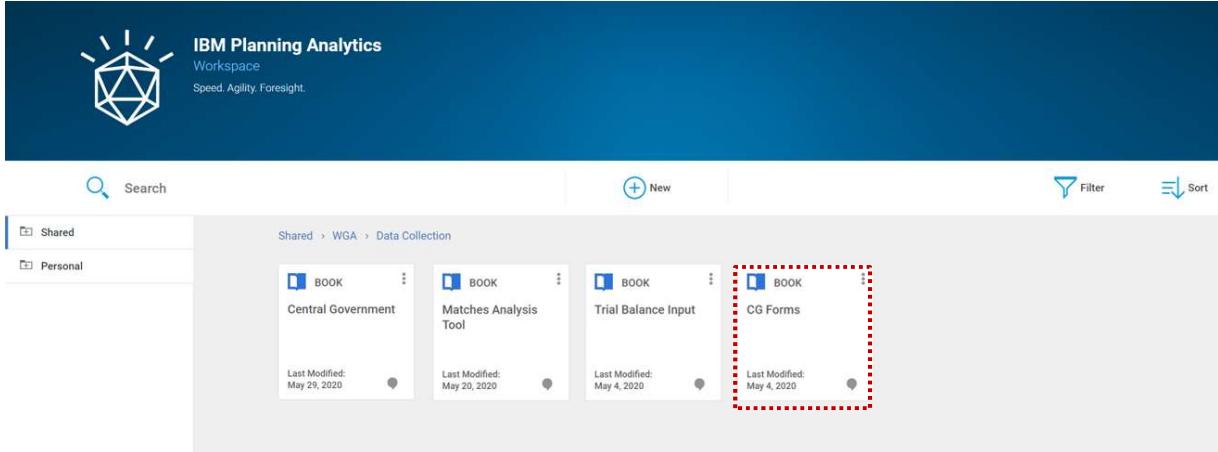 IBM Planning Analytics
Workspace
Speed. Agility. Foresight.
Search
New
Filter
Sort
Shared
Personal
Shared › WGA › Data Collection
BOOK
Central Government
Last Modified:
May 29, 2020
BOOK
Matches Analysis
Tool
Last Modified:
May 20, 2020
BOOK
Trial Balance Input
Last Modified:
May 4, 2020
BOOK
CG Forms
Last Modified:
May 4, 2020